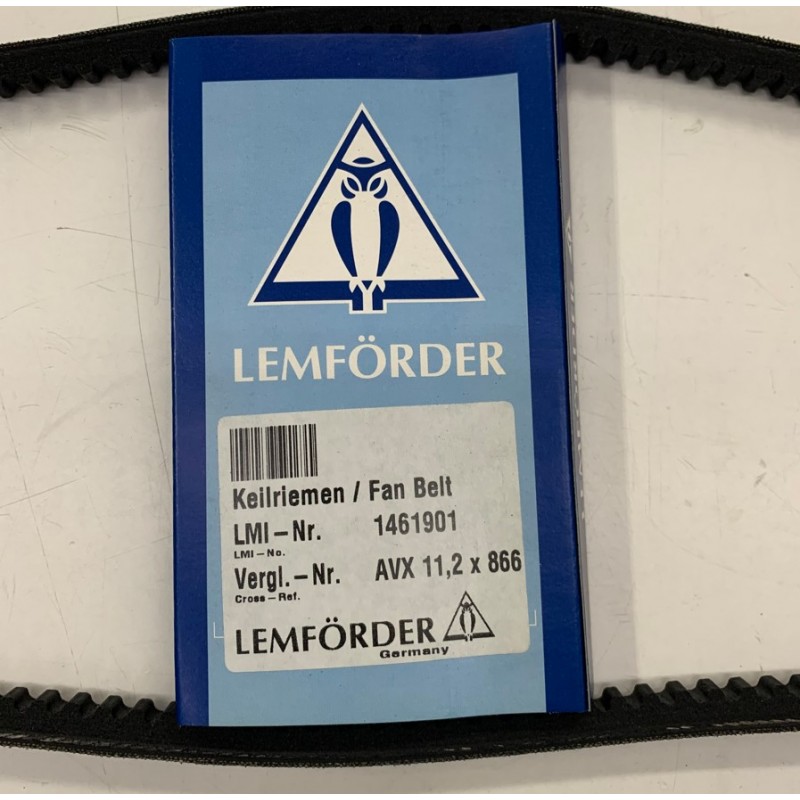 LEMFÖRDER
Keilriemen / Fan Belt
LMI-Nr. 1461901
LMI-No.
Vergl.-Nr. AVX 11,2 x 866
Cross-Ref.
LEMFÖRDER
Germany